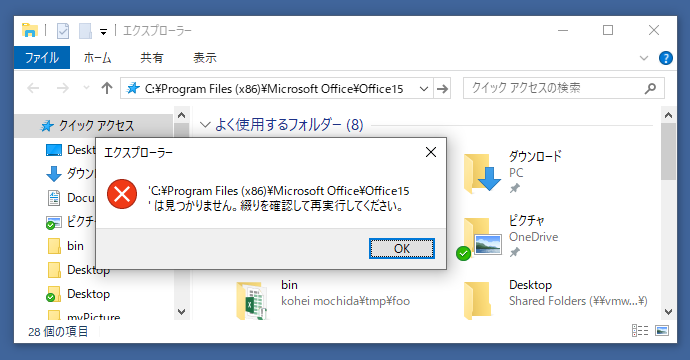 エクスプローラー
ファイル
ホーム
共有
表示
C:¥Program Files (x86)¥Microsoft Office¥Office15
クイック アクセスの検索
クイック アクセス
よく使用するフォルダー (8)
Deskt
ダウンロ
Docu
ピクチャ
bin
Desktop
Desktop
myPicture
エクスプローラー
'C:¥Program Files (x86)¥Microsoft Office¥Office15
' は見つかりません。綴りを確認して再実行してください。
OK
ダウンロード
PC
ピクチャ
OneDrive
bin
kohei mochida¥tmp¥foo
Desktop
Shared Folders (¥¥vmw...¥)
28 個の項目